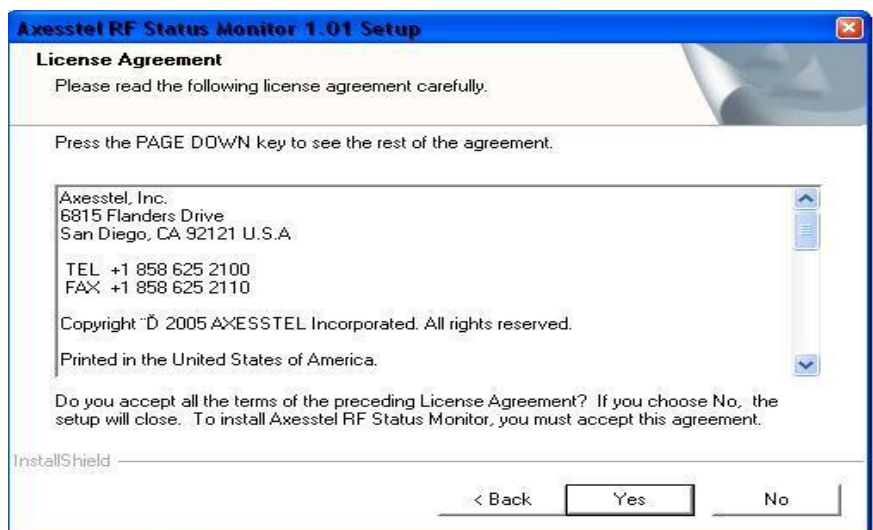 Axesstel RF Status Monitor 1.01 Setup
License Agreement
Please read the following license agreement carefully.
Press the PAGE DOWN key to see the rest of the agreement.
Axesstel, Inc.
6815 Flanders Drive
San Diego, CA 92121 U.S.A
TEL +1 858 625 2100
FAX +1 858 625 2110
Copyright ¨Ď 2005 AXESSTEL Incorporated. All rights reserved.
Printed in the United States of America.
Do you accept all the terms of the preceding License Agreement? If you choose No, the
setup will close. To install Axesstel RF Status Monitor, you must accept this agreement.
InstallShield
< Back Yes No